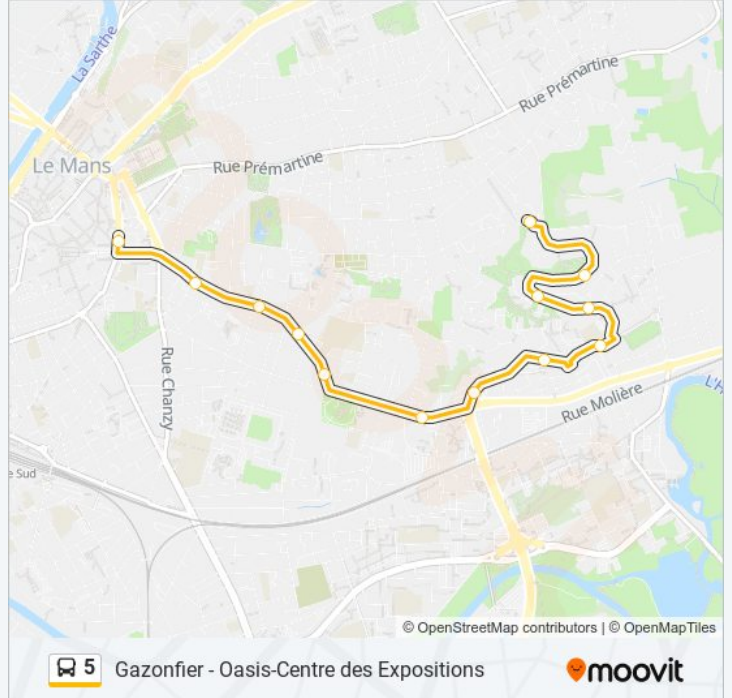 La Sarthe
Rue Prémartine
Le Mans
Rue Prémartine
Rue Chanzy
Rue Molière
L'H
e Sud
© OpenStreetMap contributors | © OpenMapTiles
5 Gazonfier - Oasis-Centre des Expositions
moovit